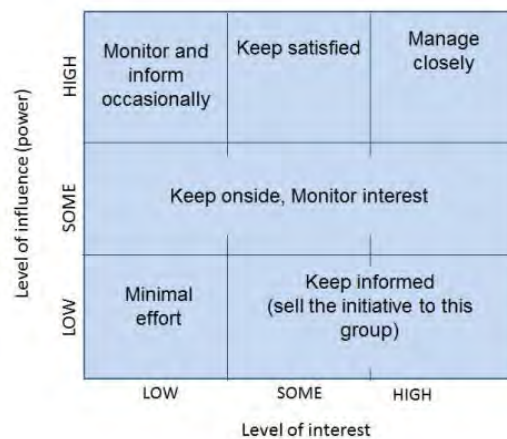 Level of influence (power)
HIGH
Monitor and
inform
occasionally
Keep satisfied
Manage
closely
SOME
Keep onside, Monitor interest
LOW
Minimal
effort
Keep informed
(sell the initiative to this
group)
LOW
SOME
HIGH
Level of interest